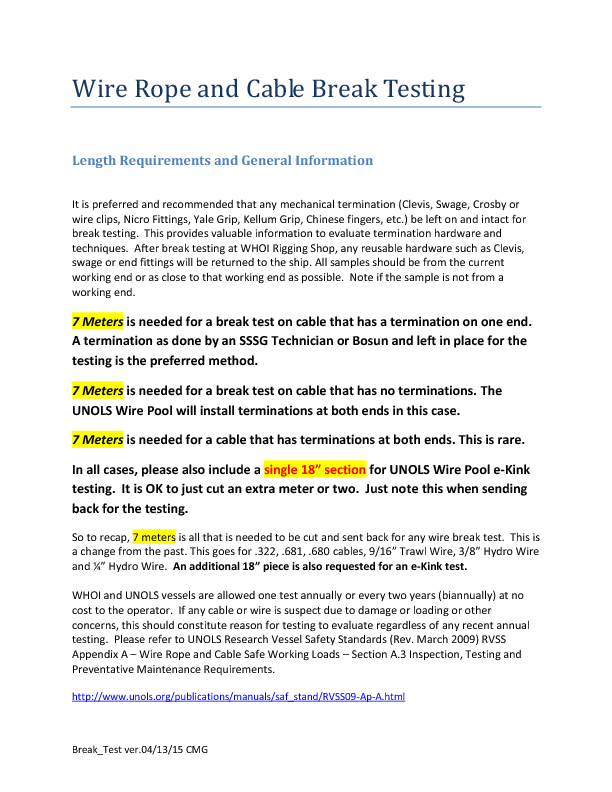 Wire Rope and Cable Break Testing
Length Requirements and General Information
It is preferred and recommended that any mechanical termination (Clevis, Swage, Crosby or
wire clips, Nicro Fittings, Yale Grip, Kellum Grip, Chinese fingers, etc.) be left on and intact for
break testing.  This provides valuable information to evaluate termination hardware and
techniques.  After break testing at WHOI Rigging Shop, any reusable hardware such as Clevis,
swage or end fittings will be returned to the ship. All samples should be from the current
working end or as close to that working end as possible.  Note if the sample is not from a
working end.
7 Meters is needed for a break test on cable that has a termination on one end.
A termination as done by an SSSG Technician or Bosun and left in place for the
testing is the preferred method.
7 Meters is needed for a break test on cable that has no terminations. The
UNOLS Wire Pool will install terminations at both ends in this case.
7 Meters is needed for a cable that has terminations at both ends. This is rare.
In all cases, please also include a single 18” section for UNOLS Wire Pool e-Kink
testing.  It is OK to just cut an extra meter or two.  Just note this when sending
back for the testing.
So to recap, 7 meters is all that is needed to be cut and sent back for any wire break test.  This is
a change from the past. This goes for .322, .681, .680 cables, 9/16” Trawl Wire, 3/8” Hydro Wire
and ¼” Hydro Wire.  An additional 18” piece is also requested for an e-Kink test.
WHOI and UNOLS vessels are allowed one test annually or every two years (biannually) at no
cost to the operator.  If any cable or wire is suspect due to damage or loading or other
concerns, this should constitute reason for testing to evaluate regardless of any recent annual
testing.  Please refer to UNOLS Research Vessel Safety Standards (Rev. March 2009) RVSS
Appendix A – Wire Rope and Cable Safe Working Loads – Section A.3 Inspection, Testing and
Preventative Maintenance Requirements.
http://www.unols.org/publications/manuals/saf_stand/RVSS09-Ap-A.html
Break_Test ver.04/13/15 CMG